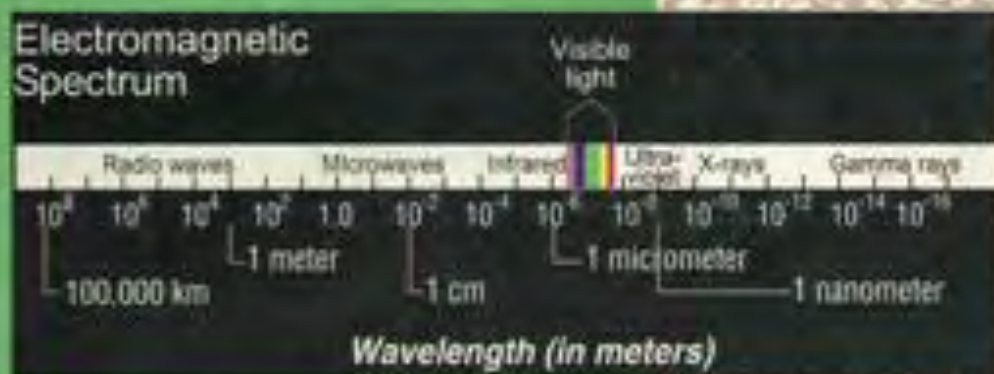 Electromagnetic
Spectrum
Visible
light
Radio waves Microwaves Infrared Ultra-
violet X-rays Gamma rays
10⁸ 10⁶ 10⁴ 10² 1.0 10⁻² 10⁻⁴ 10⁻⁶ 10⁻⁸ 10⁻¹⁰ 10⁻¹² 10⁻¹⁴ 10⁻¹⁶
1 meter 1 micrometer
100,000 km 1 cm 1 nanometer
Wavelength (in meters)